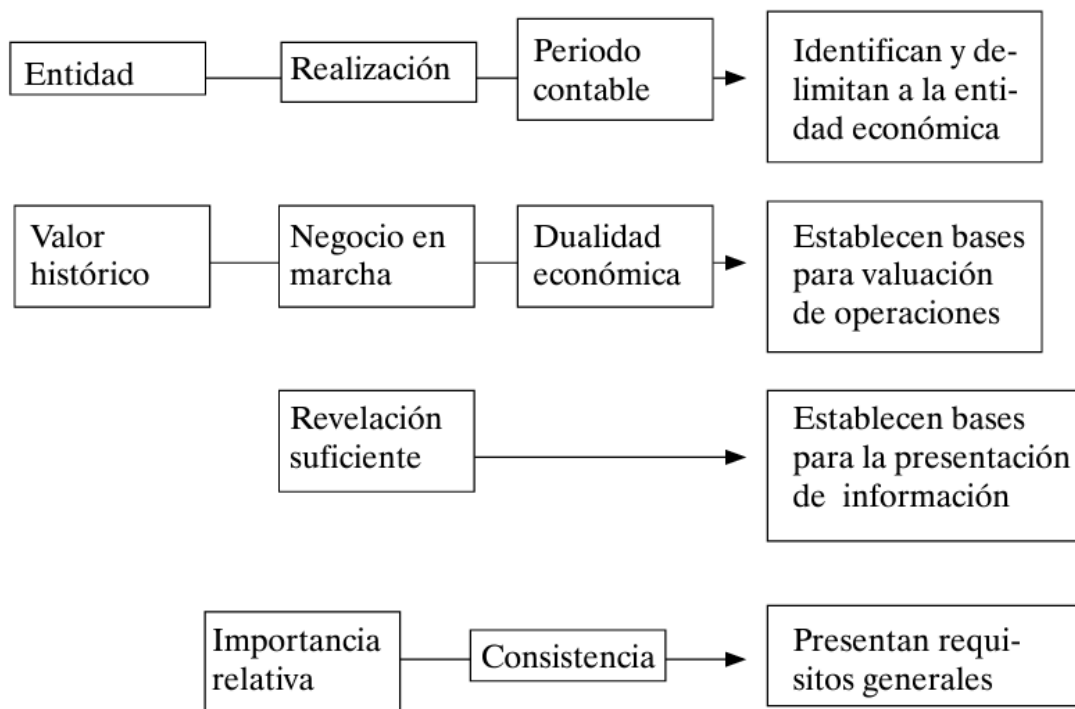 Entidad
Realización
Periodo
contable
Identifican y de-
limitan a la enti-
dad económica
Valor
histórico
Negocio en
marcha
Dualidad
económica
Establecen bases
para valuación
de operaciones
Revelación
suficiente
Establecen bases
para la presentación
de información
Importancia
relativa
Consistencia
Presentan requi-
sitos generales